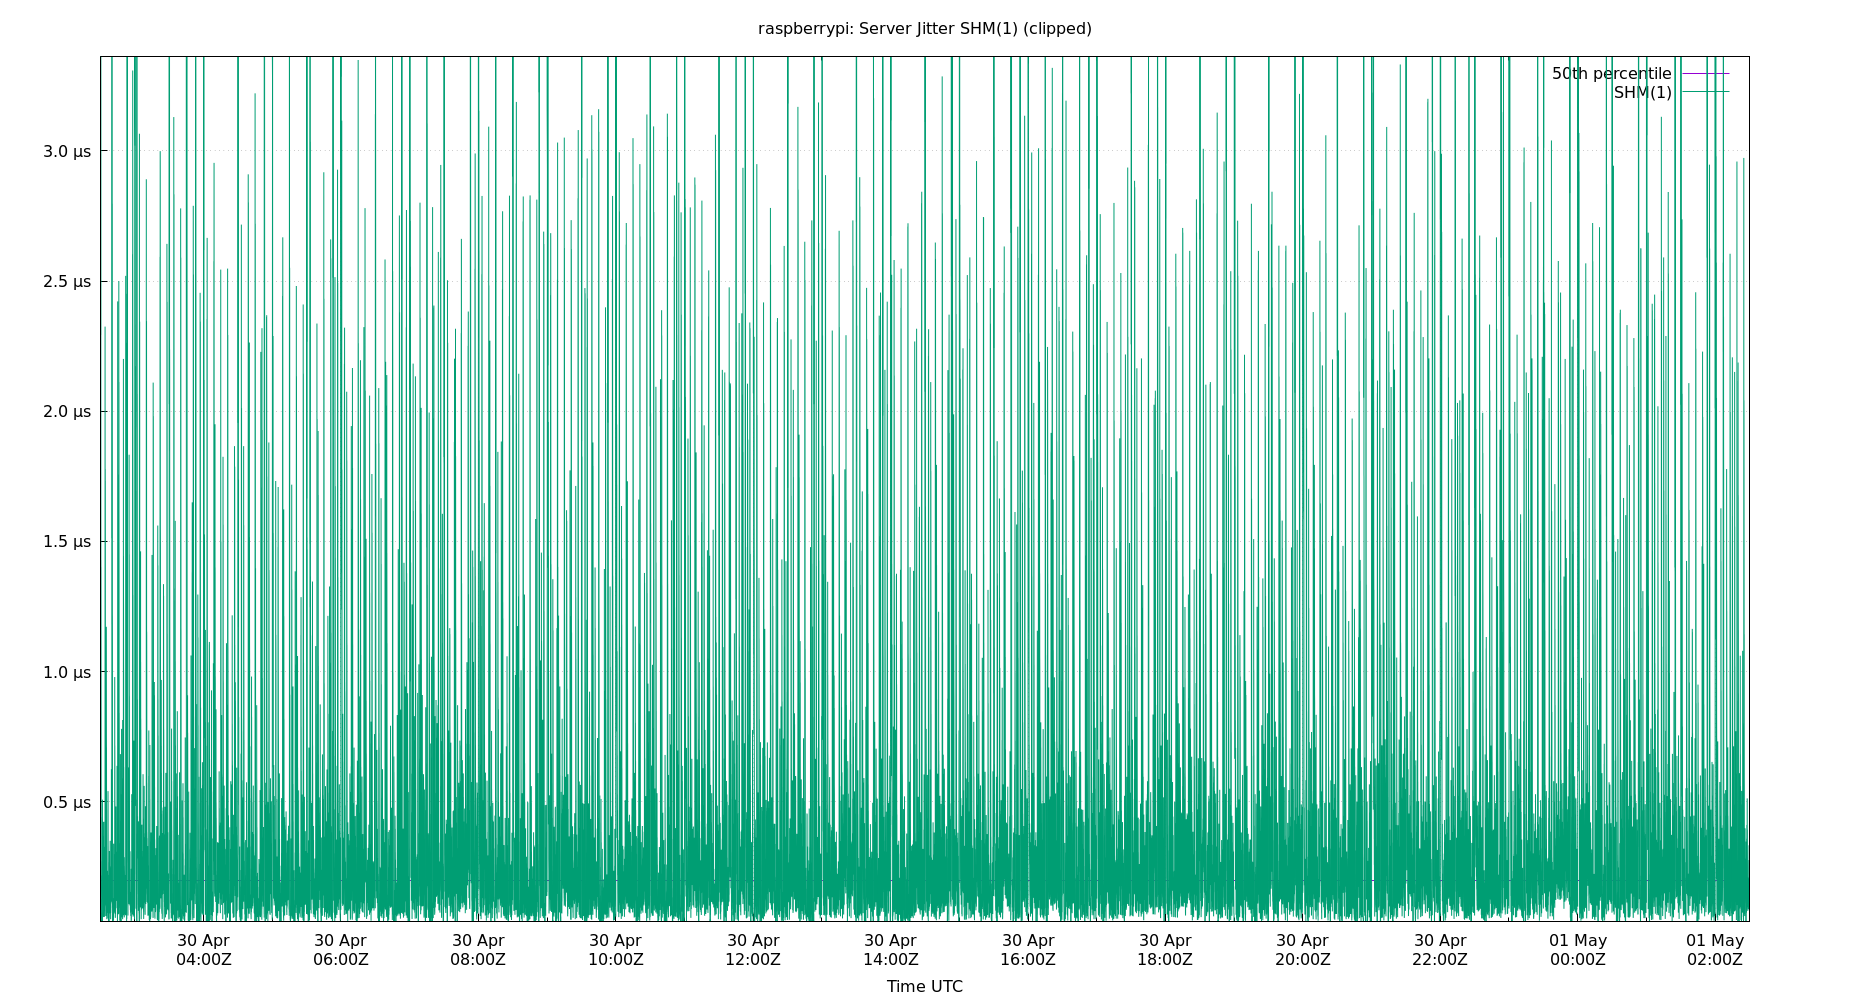 raspberrypi: Server Jitter SHM(1) (clipped)
50th percentile
SHM(1)
3.0 μs
2.5 μs
2.0 μs
1.5 μs
1.0 μs
0.5 μs
30 Apr 30 Apr 30 Apr 30 Apr 30 Apr 30 Apr 30 Apr 30 Apr 30 Apr 30 Apr 01 May 01 May
04:00Z 06:00Z 08:00Z 10:00Z 12:00Z 14:00Z 16:00Z 18:00Z 20:00Z 22:00Z 00:00Z 02:00Z
Time UTC